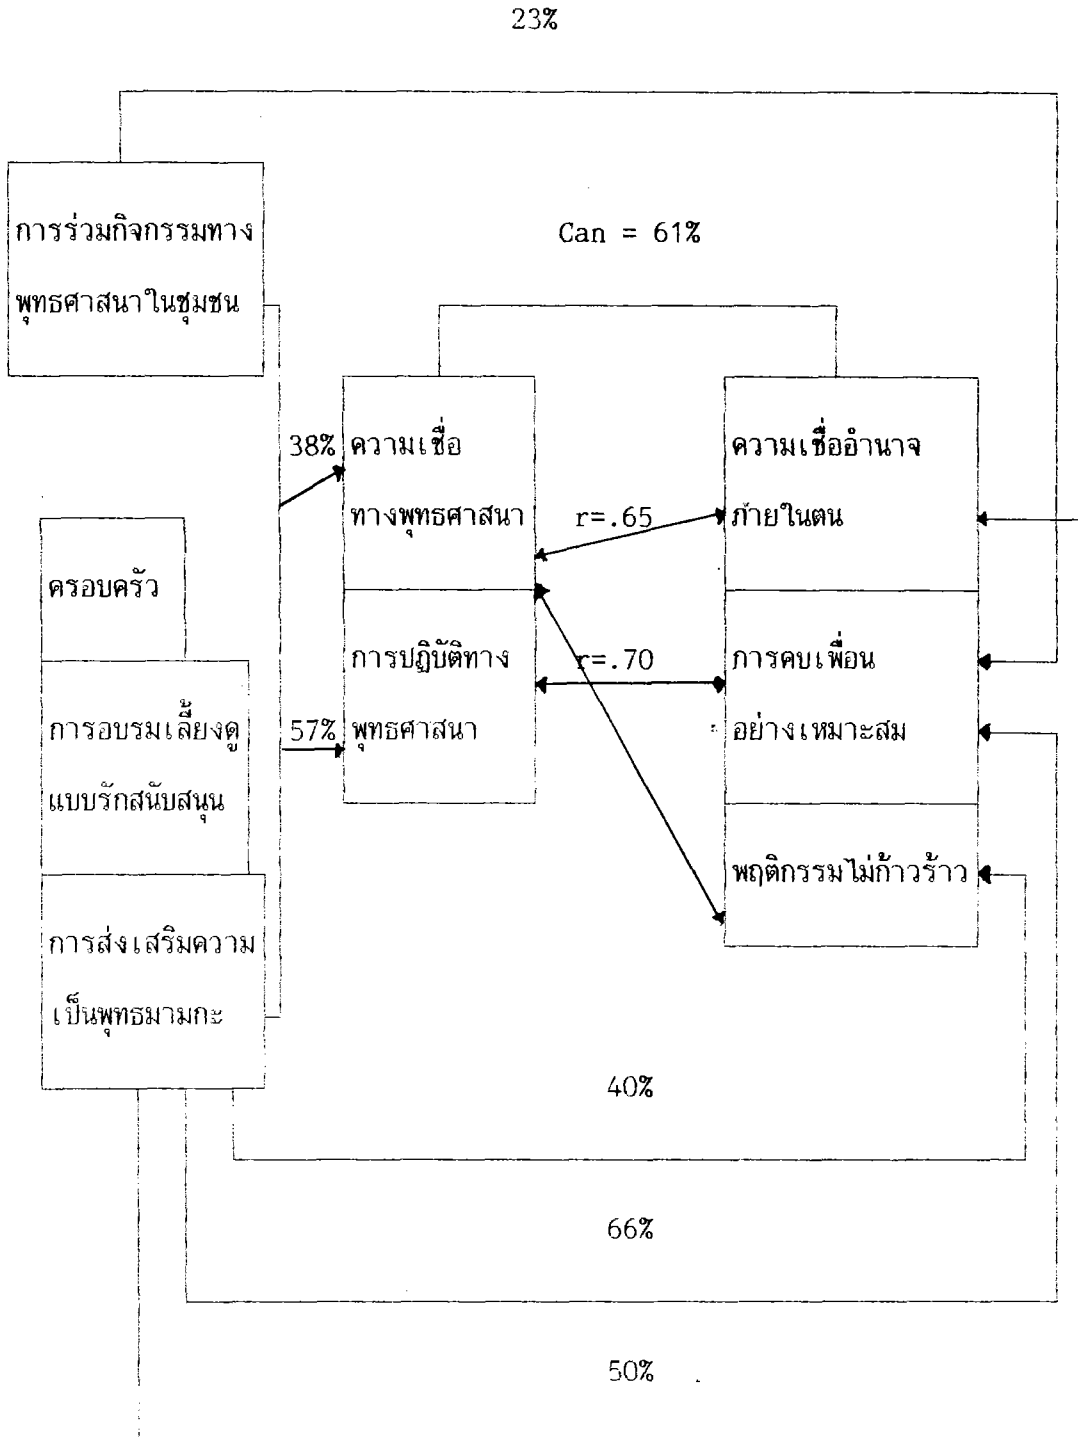 23%
การร่วมกิจกรรมทาง
พุทธศาสนาในชุมชน
Can = 61%
38%
ความเชื่อ
ทางพุทธศาสนา
r=.65
ความเชื่ออำนาจ
ภายในตน
ครอบครัว
การอบรมเลี้ยงดู
แบบรักสนับสนุน
57%
การปฏิบัติทาง
พุทธศาสนา
r=.70
การคบเพื่อน
อย่างเหมาะสม
พฤติกรรมไม่ก้าวร้าว
การส่งเสริมความ
เป็นพุทธมามกะ
40%
66%
50%